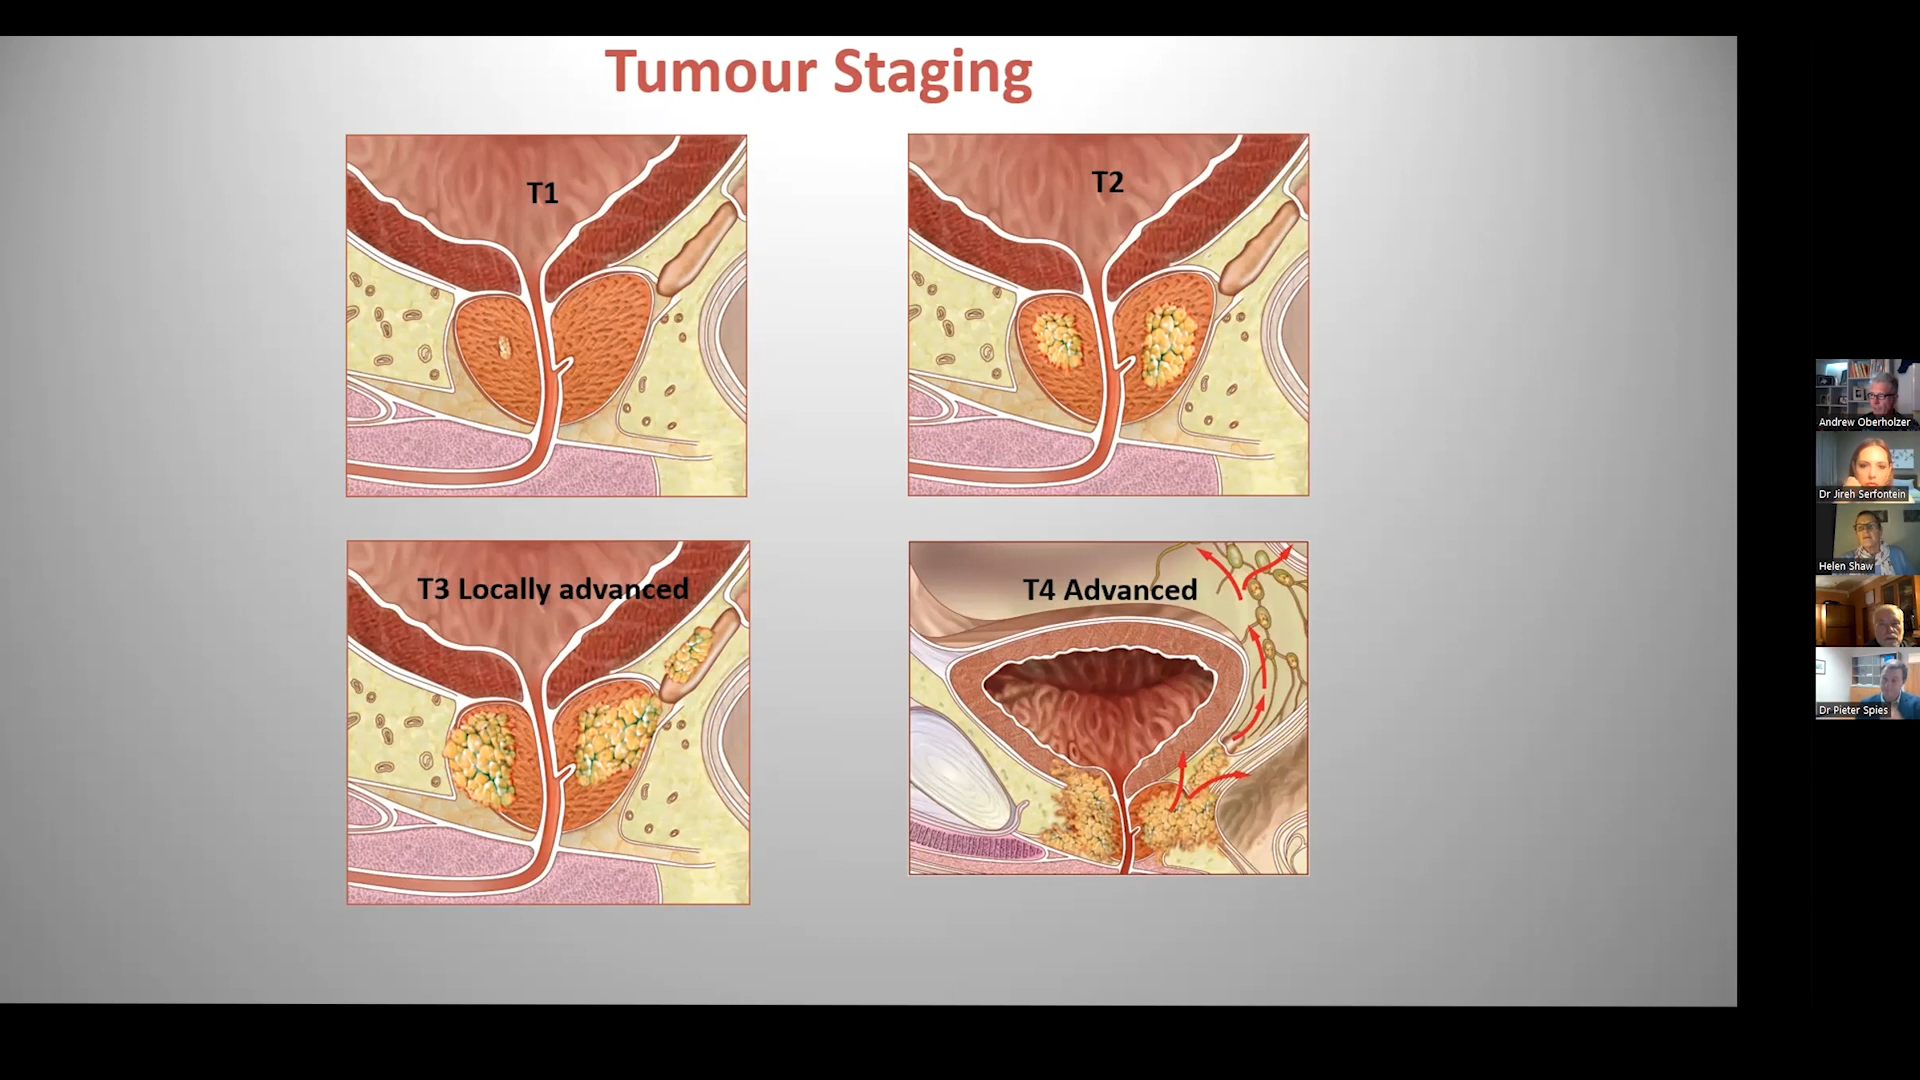 Tumour Staging
T1
T2
T3 Locally advanced
T4 Advanced
Andrew Oberholzer
Dr Jireh Serfontein
Helen Shaw
Dr Pieter Spies